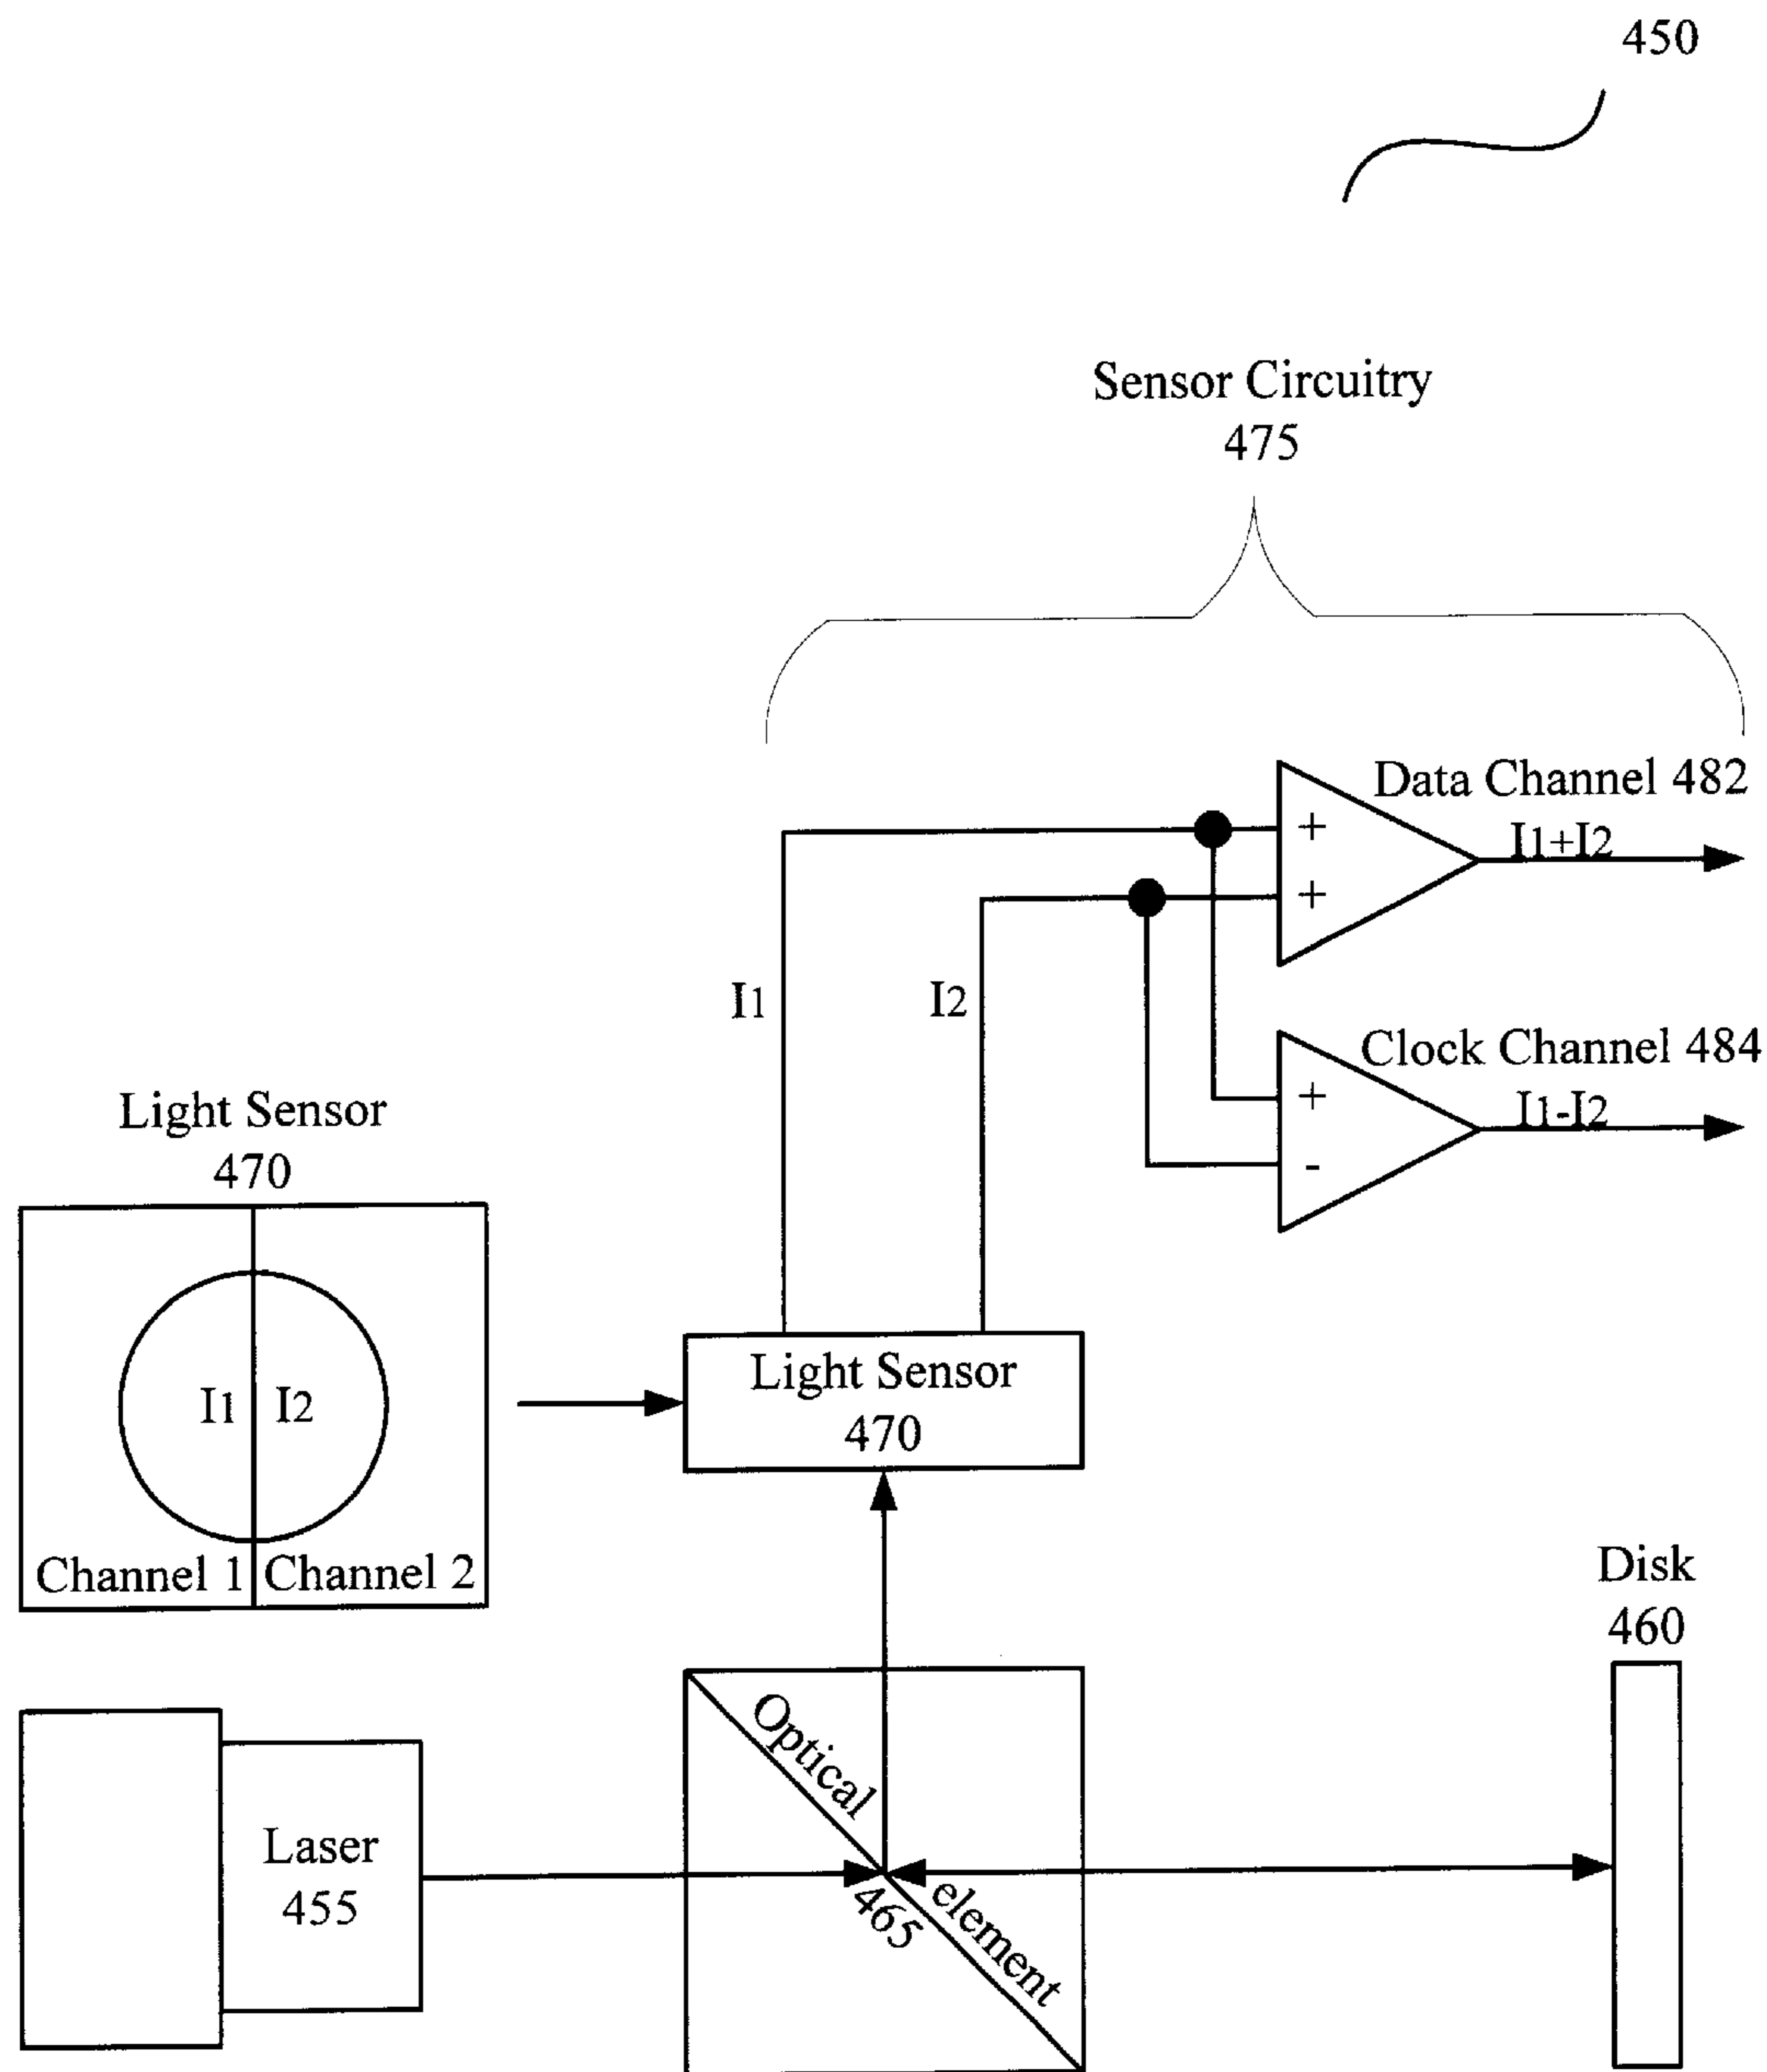 450
Sensor Circuitry
475
Data Channel 482
+
I1+I2
+
I1
I2
Clock Channel 484
+
I1-I2
-
Light Sensor
470
Light Sensor
470
I1
I2
Channel 1
Channel 2
Disk
460
Optical
element
465
Laser
455